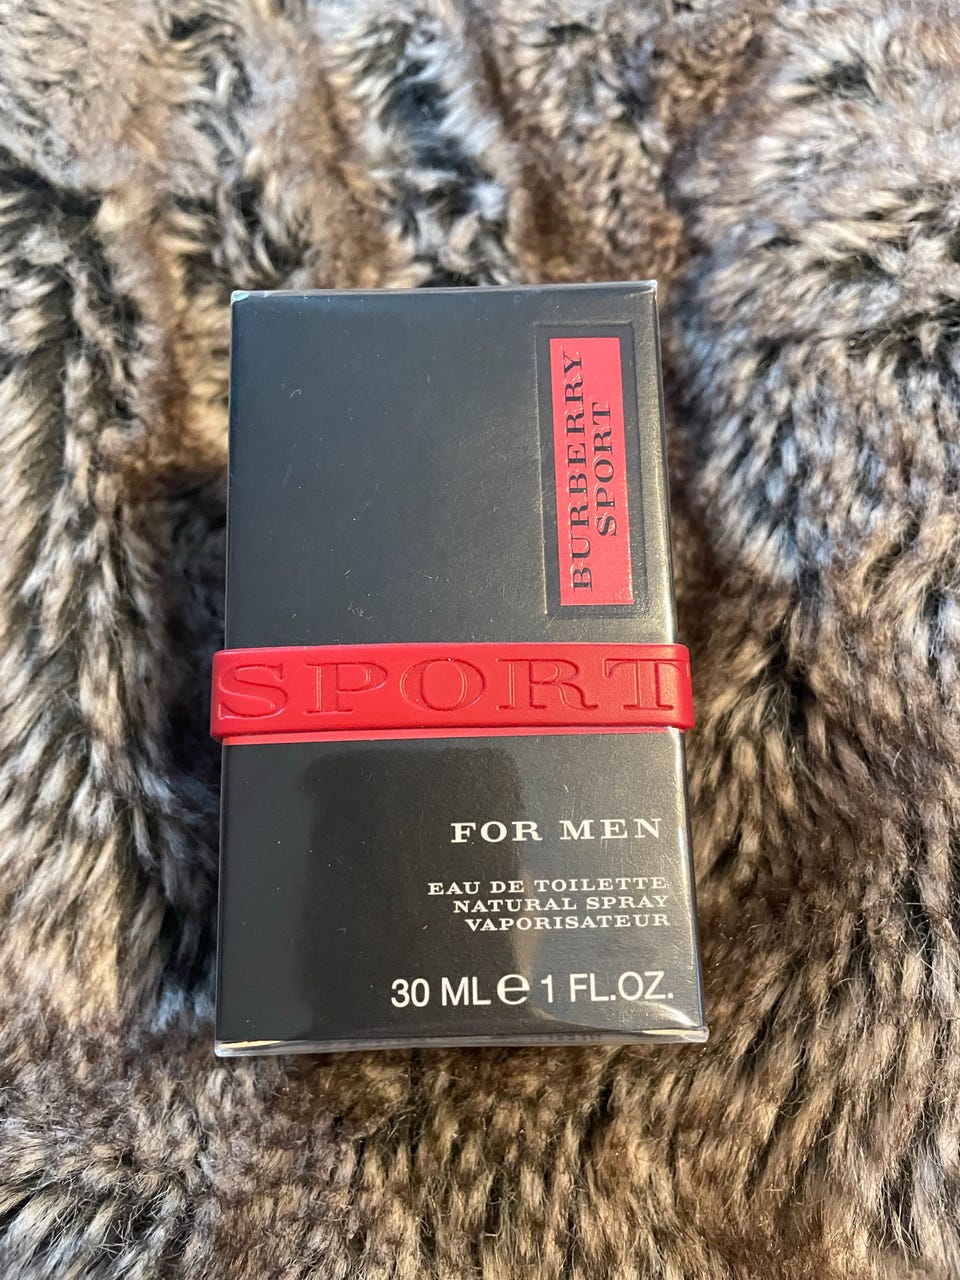 BURBERRY
SPORT
SPORT
FOR MEN
EAU DE TOILETTE
NATURAL SPRAY
VAPORISATEUR
30 ML e 1 FL.OZ.